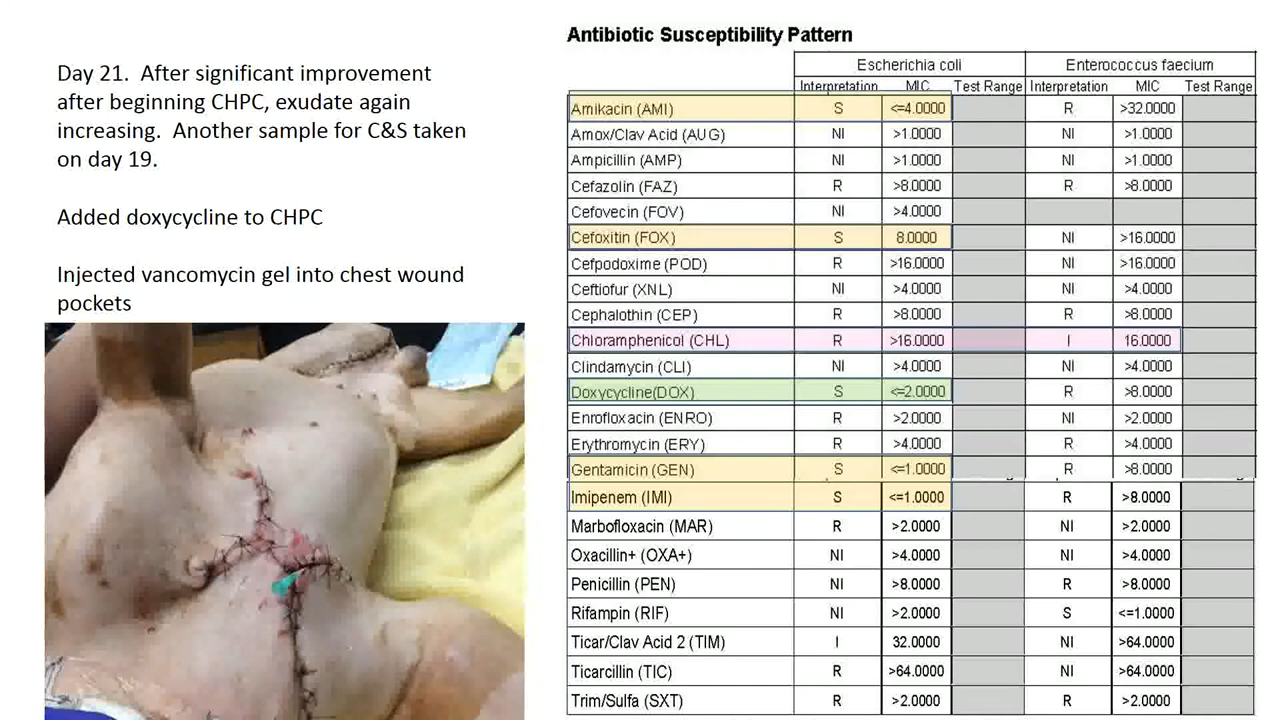 Day 21.  After significant improvement
after beginning CHPC, exudate again
increasing.  Another sample for C&S taken
on day 19.
Added doxycycline to CHPC
Injected vancomycin gel into chest wound
pockets
Antibiotic Susceptibility Pattern
Escherichia coli Enterococcus faecium
Interpretation MIC Test Range Interpretation MIC Test Range
Amikacin (AMI) S <=4.0000 R >32.0000
Amox/Clav Acid (AUG) NI >1.0000 NI >1.0000
Ampicillin (AMP) NI >1.0000 NI >1.0000
Cefazolin (FAZ) R >8.0000 R >8.0000
Cefovecin (FOV) NI >4.0000
Cefoxitin (FOX) S 8.0000 NI >16.0000
Cefpodoxime (POD) R >16.0000 NI >16.0000
Ceftiofur (XNL) NI >4.0000 NI >4.0000
Cephalothin (CEP) R >8.0000 R >8.0000
Chloramphenicol (CHL) R >16.0000 I 16.0000
Clindamycin (CLI) NI >4.0000 NI >4.0000
Doxycycline(DOX) S <=2.0000 R >8.0000
Enrofloxacin (ENRO) R >2.0000 NI >2.0000
Erythromycin (ERY) R >4.0000 R >4.0000
Gentamicin (GEN) S <=1.0000 R >8.0000
Imipenem (IMI) S <=1.0000 R >8.0000
Marbofloxacin (MAR) R >2.0000 NI >2.0000
Oxacillin+ (OXA+) NI >4.0000 NI >4.0000
Penicillin (PEN) NI >8.0000 R >8.0000
Rifampin (RIF) NI >2.0000 S <=1.0000
Ticar/Clav Acid 2 (TIM) I 32.0000 NI >64.0000
Ticarcillin (TIC) R >64.0000 NI >64.0000
Trim/Sulfa (SXT) R >2.0000 R >2.0000